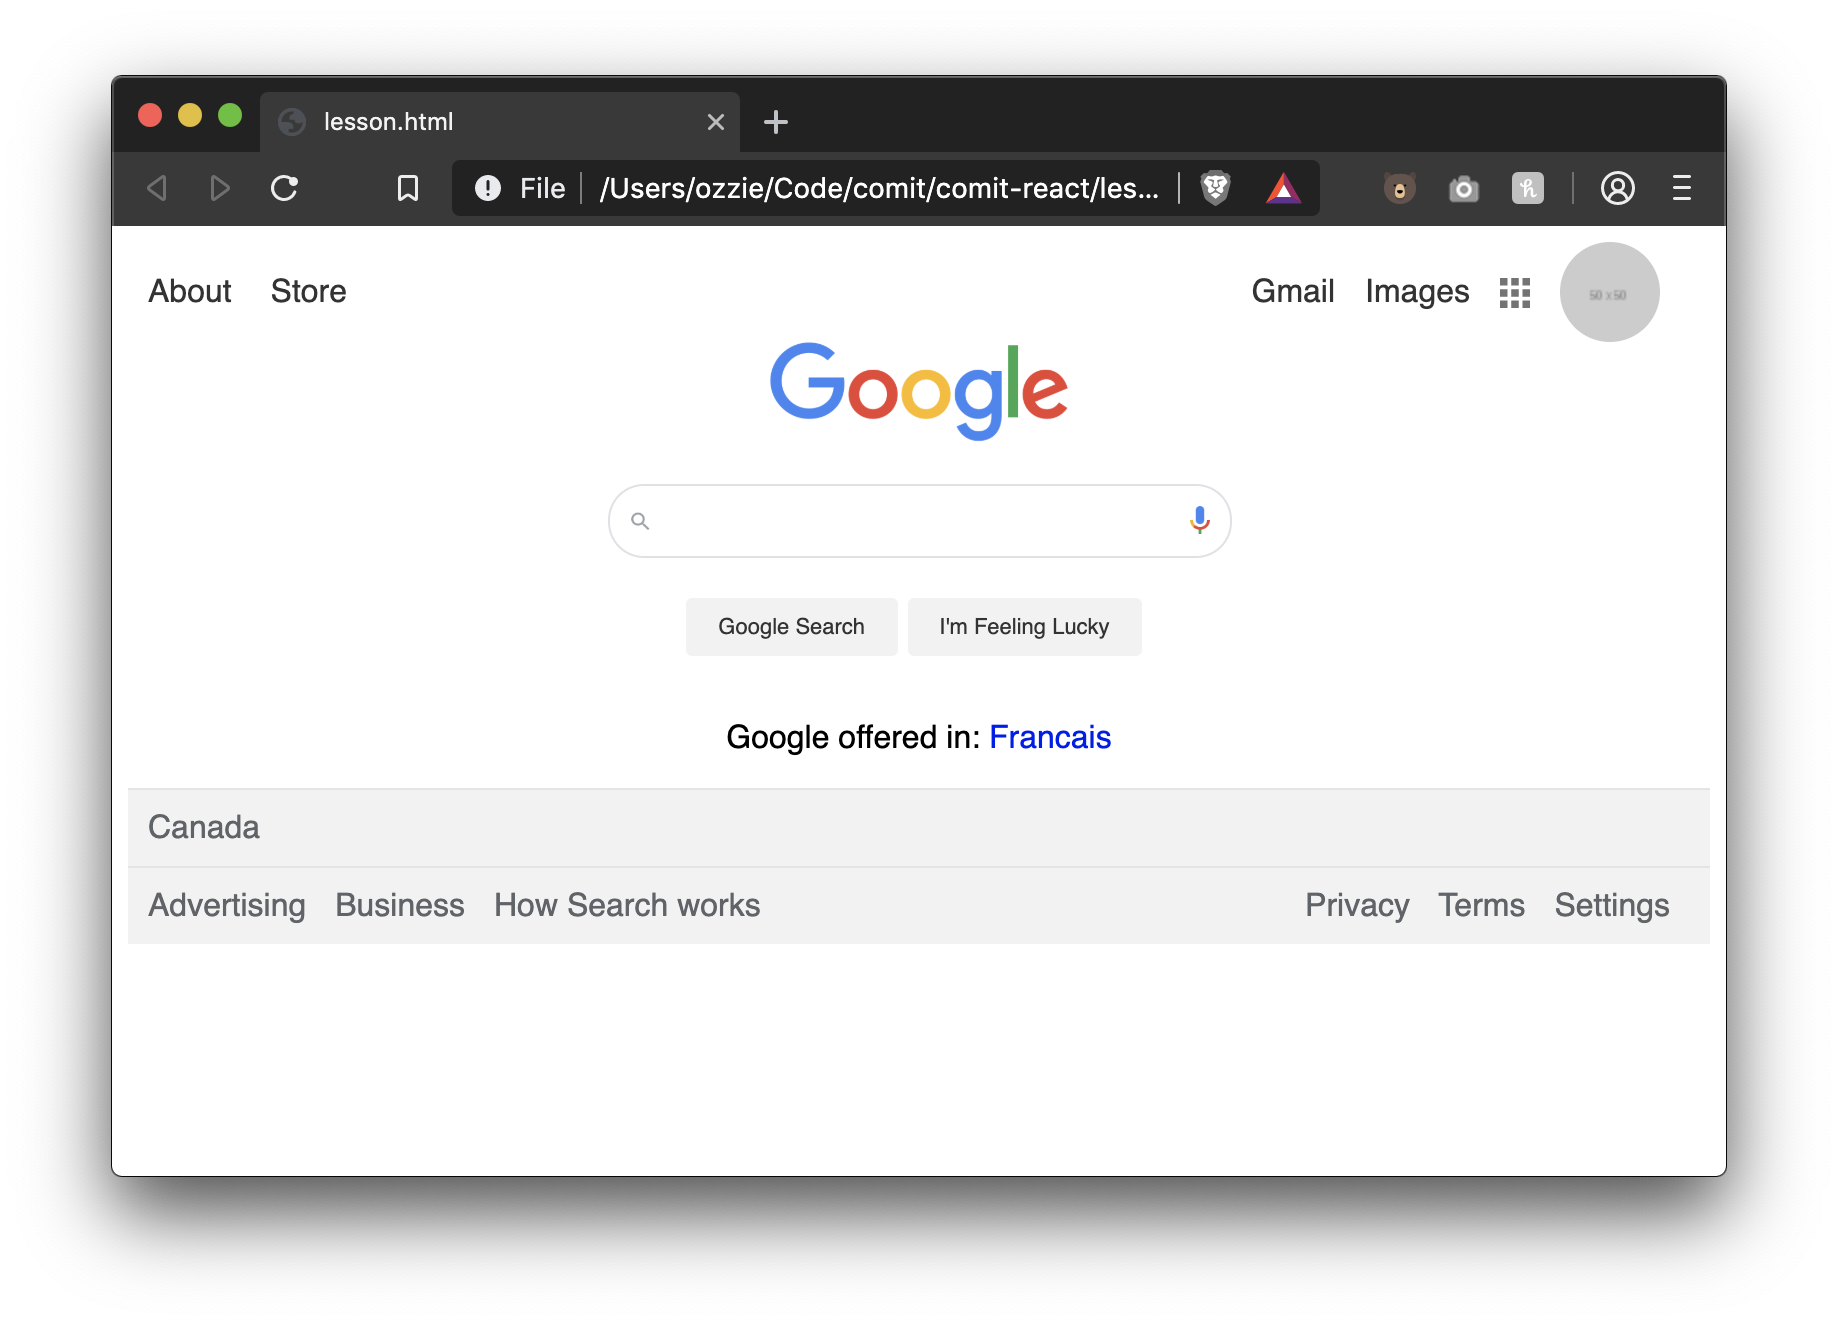 lesson.html
File /Users/ozzie/Code/comit/comit-react/les...
About Store Gmail Images 50 x 50
Google
Google Search I'm Feeling Lucky
Google offered in: Francais
Canada
Advertising Business How Search works Privacy Terms Settings